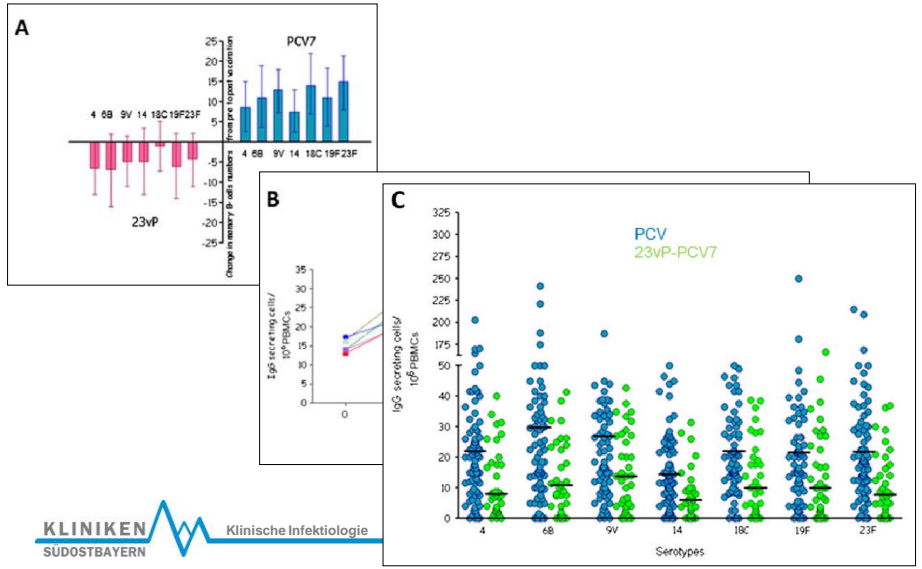 A
PCV7
25
20
15
10
5
0
-5
-10
-15
-20
-25
from pre to post vaccination
Change in memory B-cells numbers
4 6B 9V 14 18C 19F 23F
4 6B 9V 14 18C 19F 23F
23vP
B
35
30
25
20
15
10
5
0
IgG secreting cells/
10⁶ PBMCs
0
C
PCV
23vP-PCV7
325
300
275
250
225
200
175
50
40
30
20
10
0
IgG secreting cells/
10⁶ PBMCs
4 6B 9V 14 18C 19F 23F
Serotypes
KLINIKEN
SÜDOSTBAYERN
Klinische Infektiologie